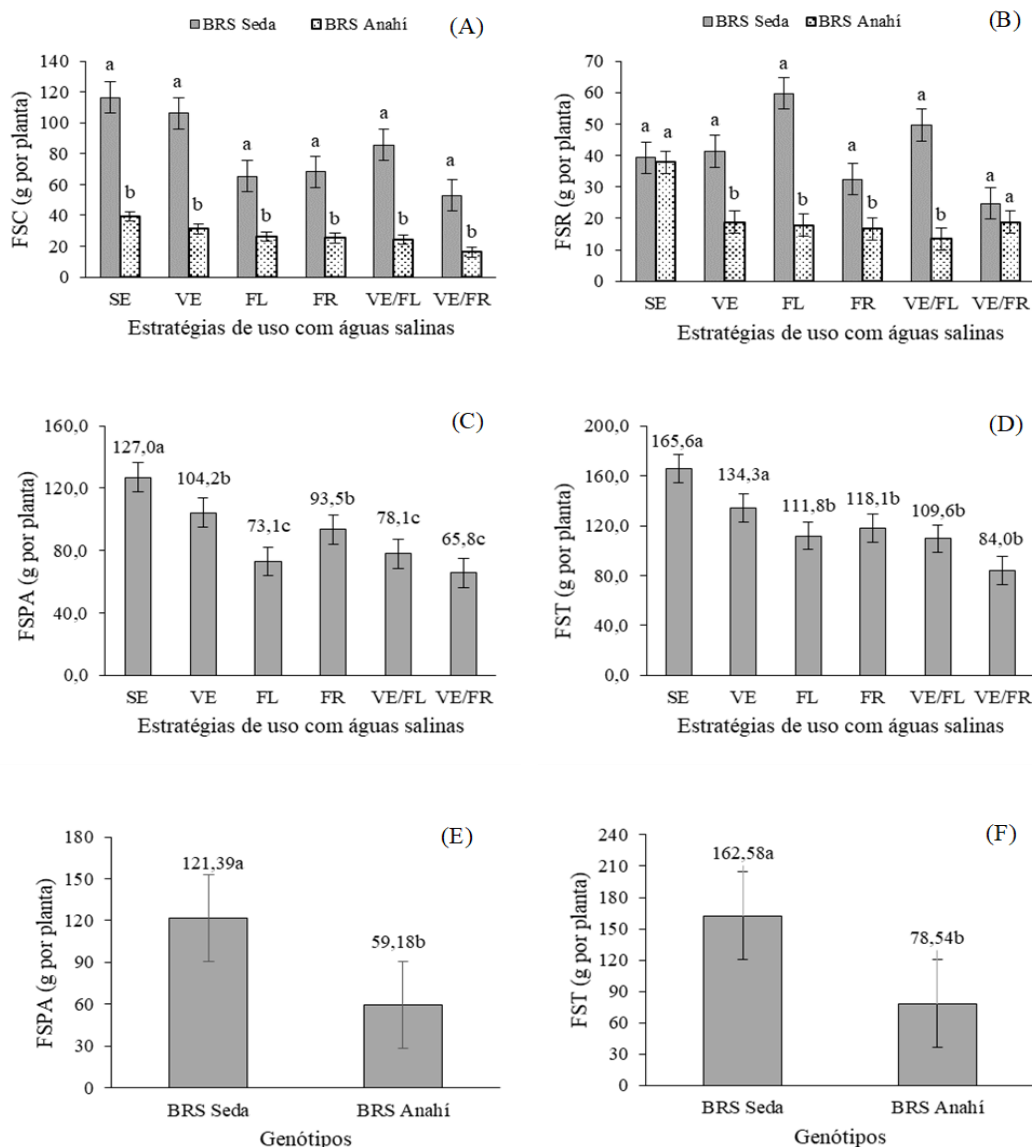 BRS Seda BRS Anahí (A)
140
120
100
80
60
40
20
0
FSC (g por planta)
a a a a a a
b b b b b b
SE VE FL FR VE/FL VE/FR
Estratégias de uso com águas salinas
BRS Seda BRS Anahí (B)
70
60
50
40
30
20
10
0
FSR (g por planta)
a a a a a a a a
b b b b
SE VE FL FR VE/FL VE/FR
Estratégias de uso com águas salinas
(C)
160,0
120,0
80,0
40,0
0,0
FSPA (g por planta)
127,0a 104,2b 73,1c 93,5b 78,1c 65,8c
SE VE FL FR VE/FL VE/FR
Estratégias de uso com águas salinas
(D)
200,0
160,0
120,0
80,0
40,0
0,0
FST (g por planta)
165,6a 134,3a 111,8b 118,1b 109,6b 84,0b
SE VE FL FR VE/FL VE/FR
Estratégias de uso com águas salinas
(E)
180
150
120
90
60
30
0
FSPA (g por planta)
121,39a 59,18b
BRS Seda BRS Anahí
Genótipos
(F)
240
210
180
150
120
90
60
30
0
FST (g por planta)
162,58a 78,54b
BRS Seda BRS Anahí
Genótipos